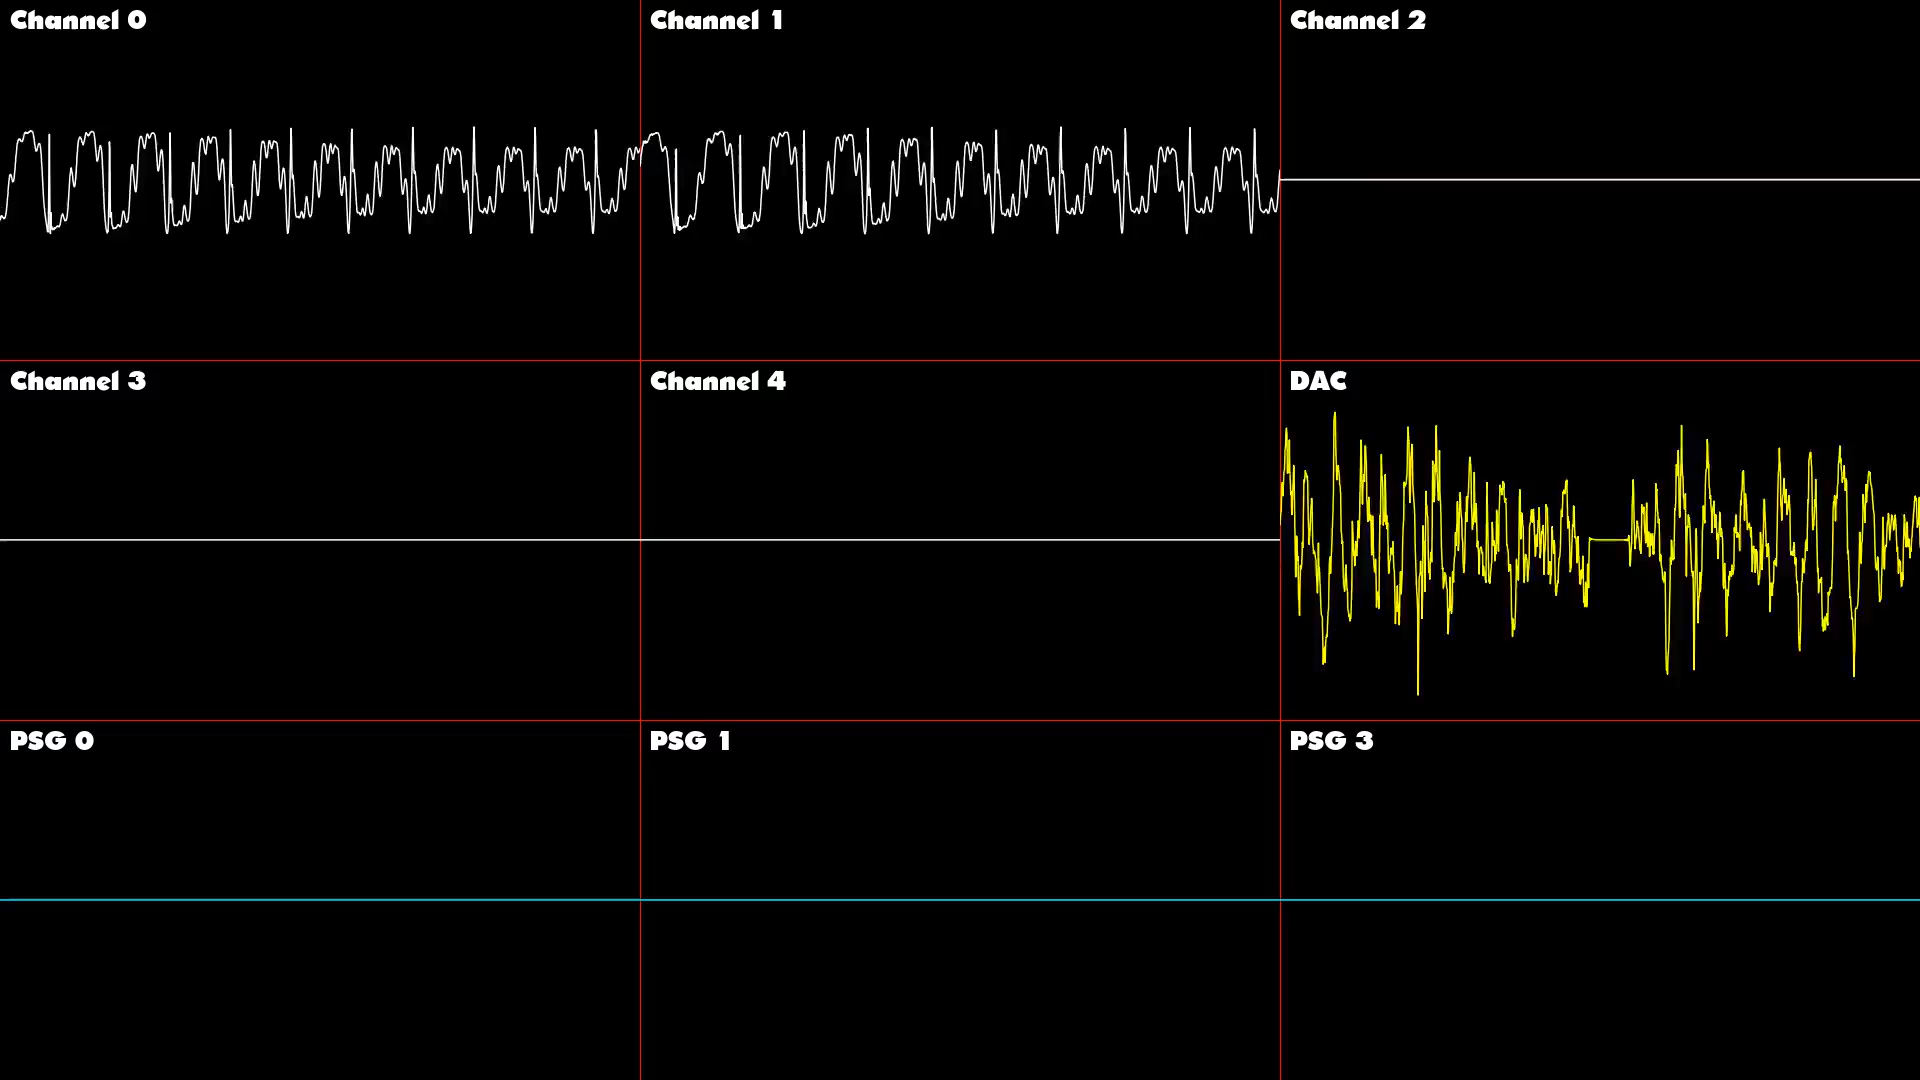 Channel 0
Channel 1
Channel 2
Channel 3
Channel 4
DAC
PSG 0
PSG 1
PSG 3